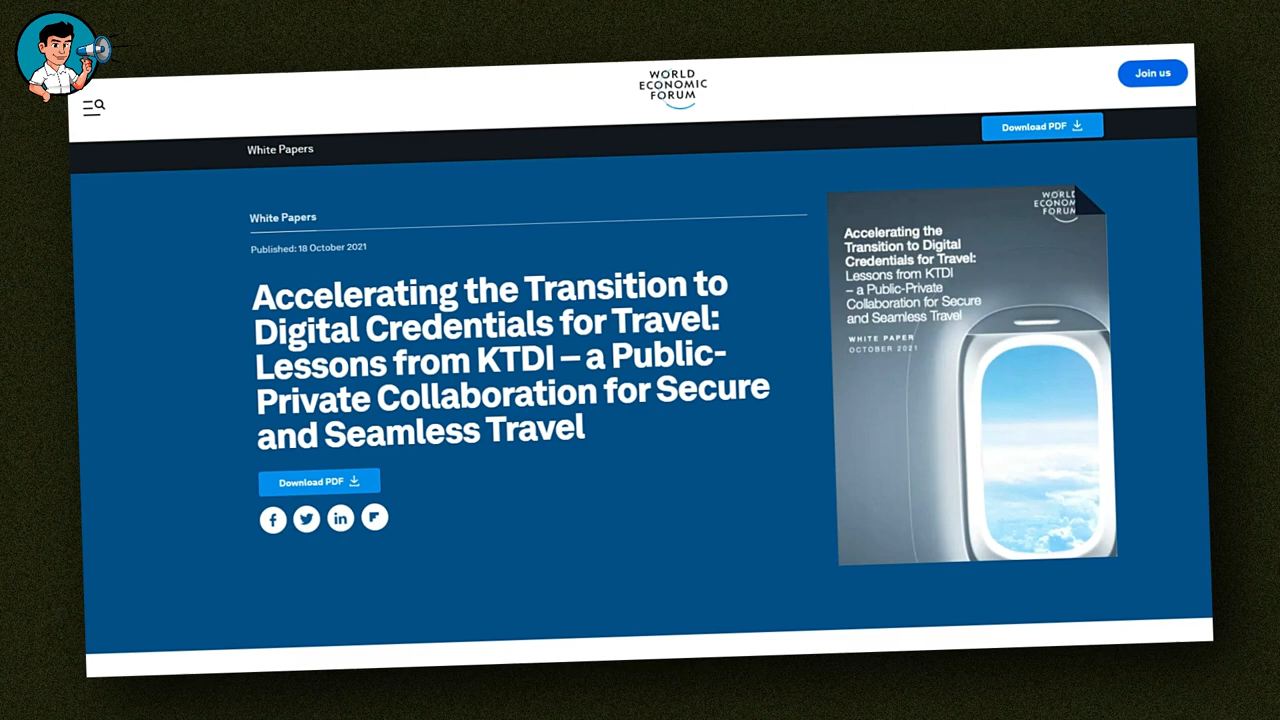 WORLD
ECONOMIC
FORUM
Join us
White Papers
Download PDF
White Papers
Published: 18 October 2021
Accelerating the Transition to
Digital Credentials for Travel:
Lessons from KTDI – a Public-
Private Collaboration for Secure
and Seamless Travel
Download PDF
WORLD
ECONOMIC
FORUM
Accelerating the
Transition to Digital
Credentials for Travel:
Lessons from KTDI
– a Public-Private
Collaboration for Secure
and Seamless Travel
WHITE PAPER
OCTOBER 2021